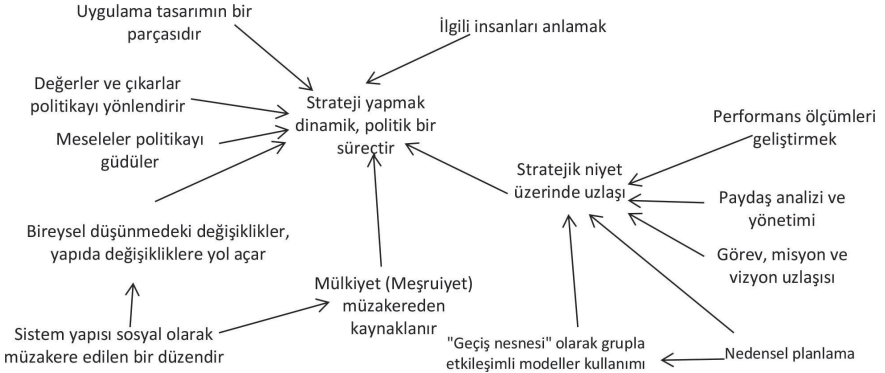 Uygulama tasarımın bir
parçasıdır
İlgili insanları anlamak
Değerler ve çıkarlar
politikayı yönlendirir
Strateji yapmak
dinamik, politik bir
süreçtir
Meseleler politikayı
güdüler
Performans ölçümleri
geliştirmek
Stratejik niyet
üzerinde uzlaşı
Paydaş analizi ve
yönetimi
Bireysel düşünmedeki değişiklikler,
yapıda değişikliklere yol açar
Görev, misyon ve
vizyon uzlaşısı
Mülkiyet (Meşruiyet)
müzakereden
kaynaklanır
Sistem yapısı sosyal olarak
müzakere edilen bir düzendir
"Geçiş nesnesi" olarak grupla
etkileşimli modeller kullanımı
Nedensel planlama